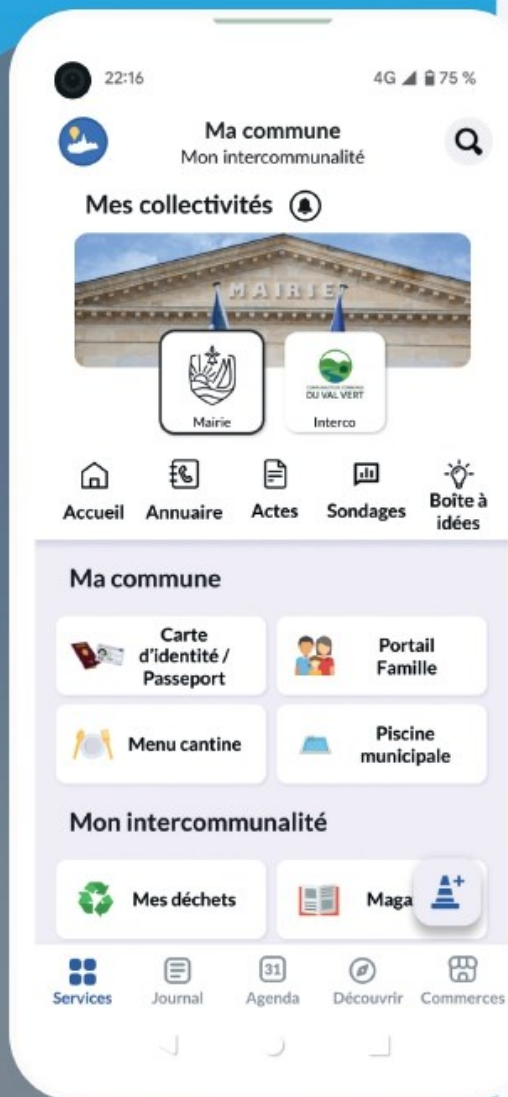 22:16
4G 75 %
Ma commune
Mon intercommunalité
Mes collectivités
MAIRIE
DU VAL VERT
Mairie
Interco
Accueil
Annuaire
Actes
Sondages
Boîte à
idées
Ma commune
Carte
d'identité /
Passeport
Portail
Famille
Menu cantine
Piscine
municipale
Mon intercommunalité
Mes déchets
Maga
Services
31
Journal
Agenda
Découvrir
Commerces